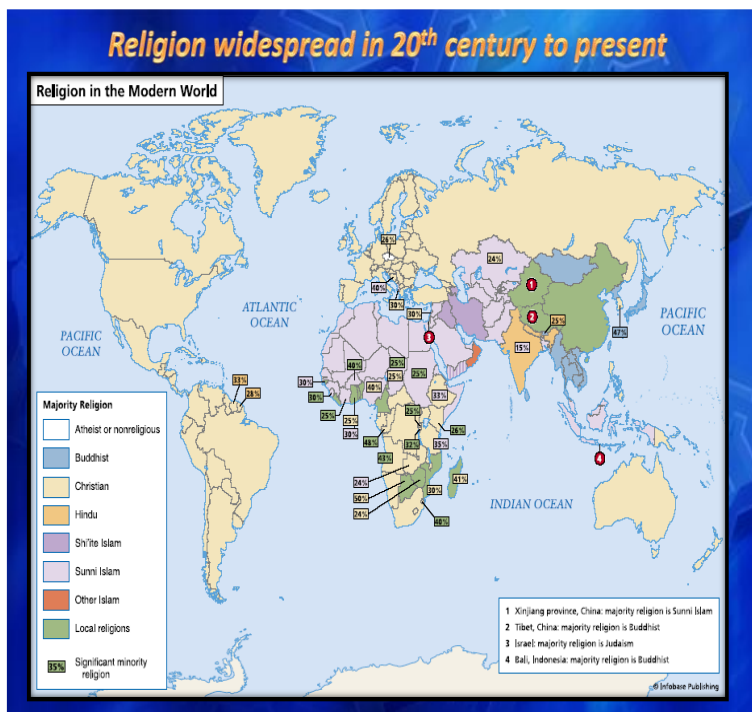 Religion widespread in 20th century to present
Religion in the Modern World
26%
24%
40%
30%
30%
1
2
25%
47%
15%
3
ATLANTIC
OCEAN
PACIFIC
OCEAN
PACIFIC
OCEAN
33%
28%
30%
40%
25%
25%
25%
40%
33%
30%
25%
25%
30%
25%
26%
48%
32%
35%
43%
24%
50%
24%
30%
41%
40%
4
INDIAN OCEAN
Majority Religion
Atheist or nonreligious
Buddhist
Christian
Hindu
Shi'ite Islam
Sunni Islam
Other Islam
Local religions
35%
Significant minority
religion
1 Xinjiang province, China: majority religion is Sunni Islam
2 Tibet, China: majority religion is Buddhist
3 Israel: majority religion is Judaism
4 Bali, Indonesia: majority religion is Buddhist
© Infobase Publishing